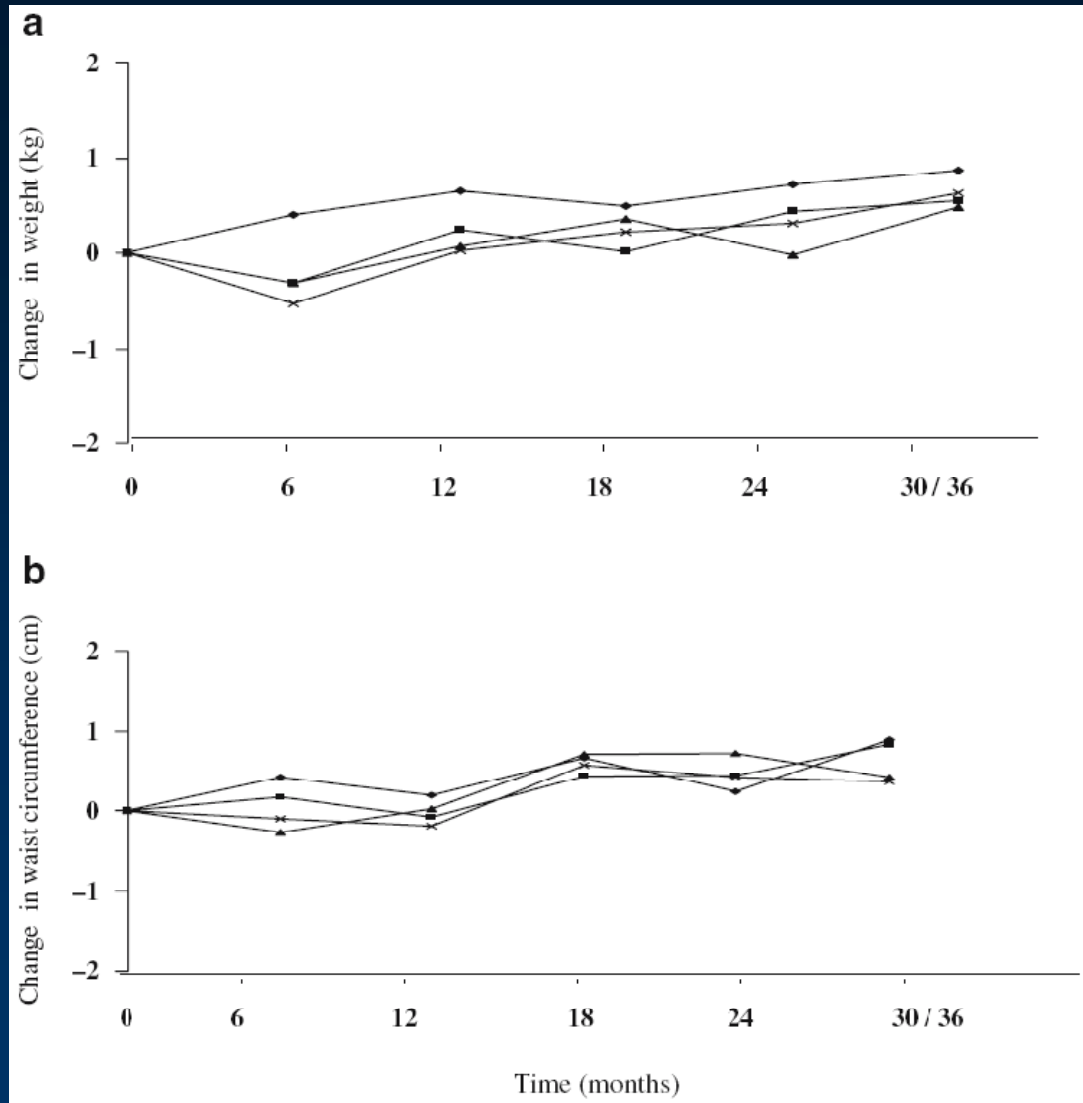 a
Change in weight (kg)
2
1
0
−1
−2
0 6 12 18 24 30 / 36
b
Change in waist circumference (cm)
2
1
0
−1
−2
0 6 12 18 24 30 / 36
Time (months)